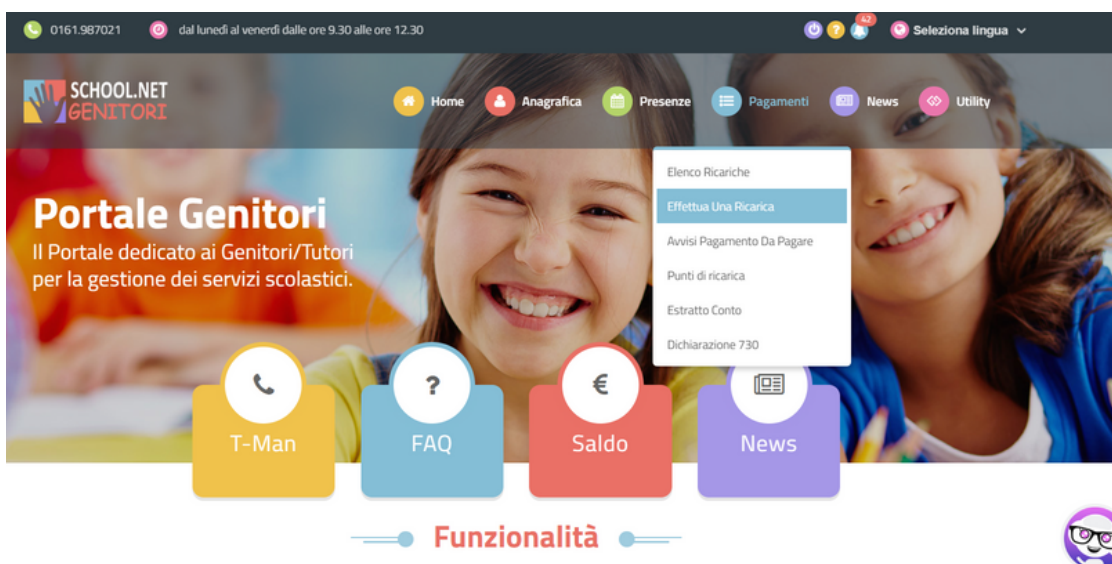 0161.987021
dal lunedì al venerdì dalle ore 9.30 alle ore 12.30
?
42
Seleziona lingua
SCHOOL.NET
GENITORI
Home
Anagrafica
Presenze
Pagamenti
News
Utility
Elenco Ricariche
Effettua Una Ricarica
Avvisi Pagamento Da Pagare
Punti di ricarica
Estratto Conto
Dichiarazione 730
Portale Genitori
Il Portale dedicato ai Genitori/Tutori
per la gestione dei servizi scolastici.
?
€
T-Man
FAQ
Saldo
News
Funzionalità